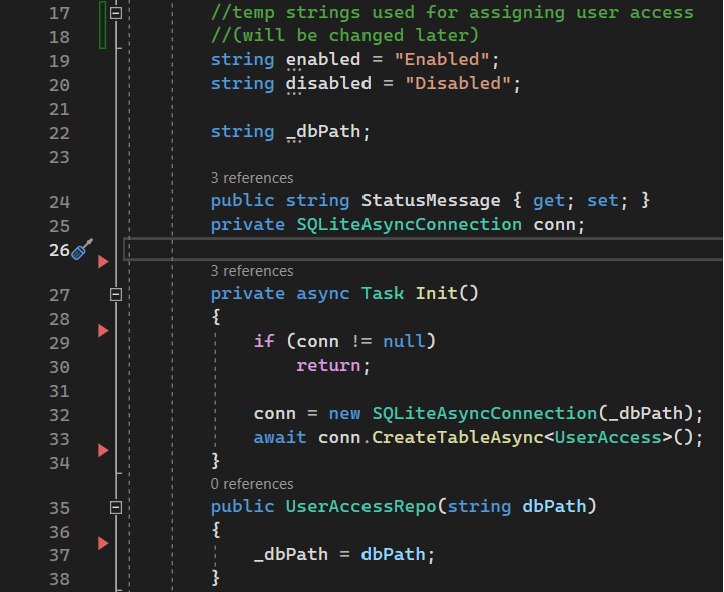 17 //temp strings used for assigning user access
18 //(will be changed later)
19 string enabled = "Enabled";
20 string disabled = "Disabled";
21
22 string _dbPath;
23
3 references
24 public string StatusMessage { get; set; }
25 private SQLiteAsyncConnection conn;
26
3 references
27 private async Task Init()
28 {
29 if (conn != null)
30 return;
31
32 conn = new SQLiteAsyncConnection(_dbPath);
33 await conn.CreateTableAsync<UserAccess>();
34 }
0 references
35 public UserAccessRepo(string dbPath)
36 {
37 _dbPath = dbPath;
38 }